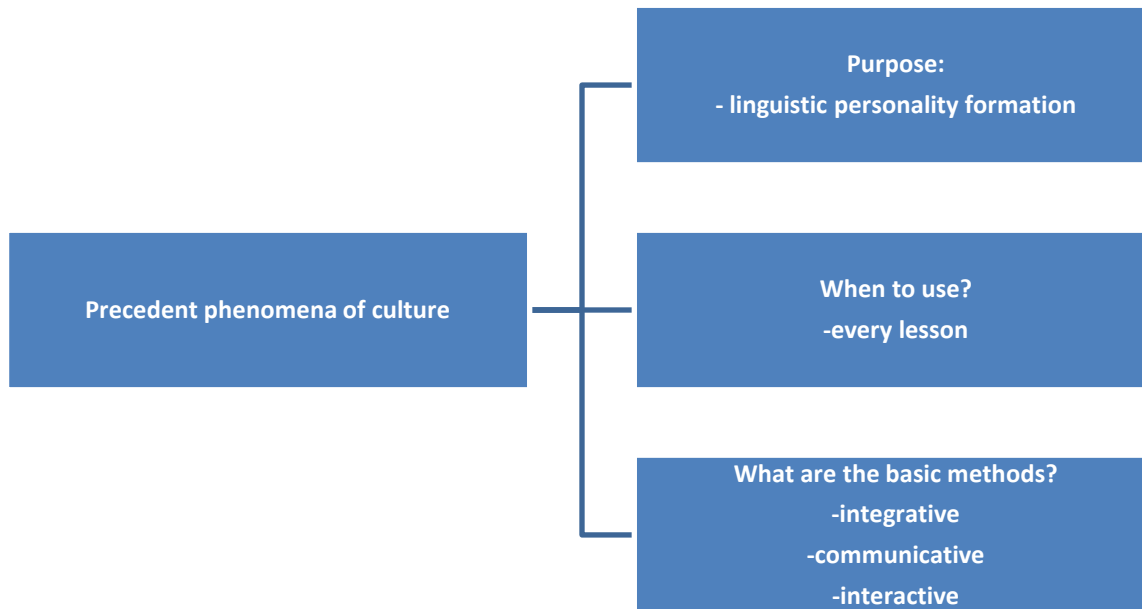 Purpose:
- linguistic personality formation
Precedent phenomena of culture
When to use?
-every lesson
What are the basic methods?
-integrative
-communicative
-interactive